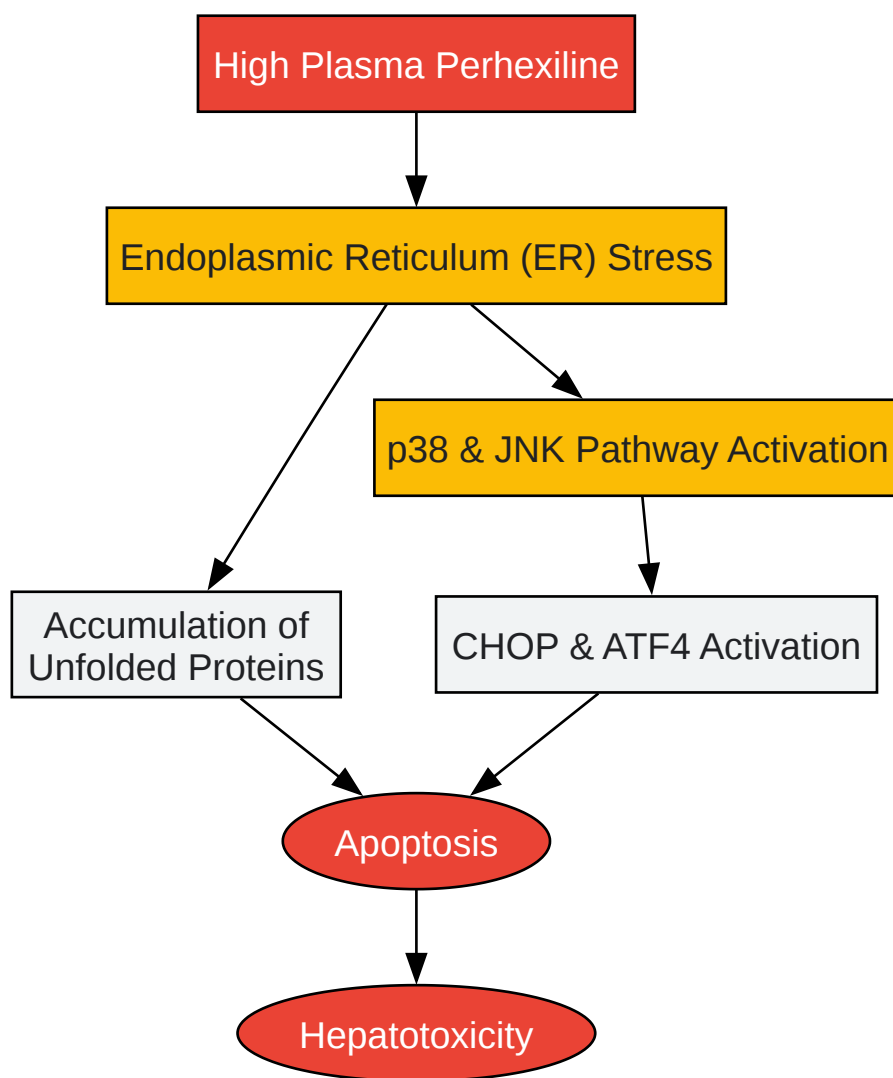 High Plasma Perhexiline
Endoplasmic Reticulum (ER) Stress
p38 & JNK Pathway Activation
Accumulation of
Unfolded Proteins
CHOP & ATF4 Activation
Apoptosis
Hepatotoxicity